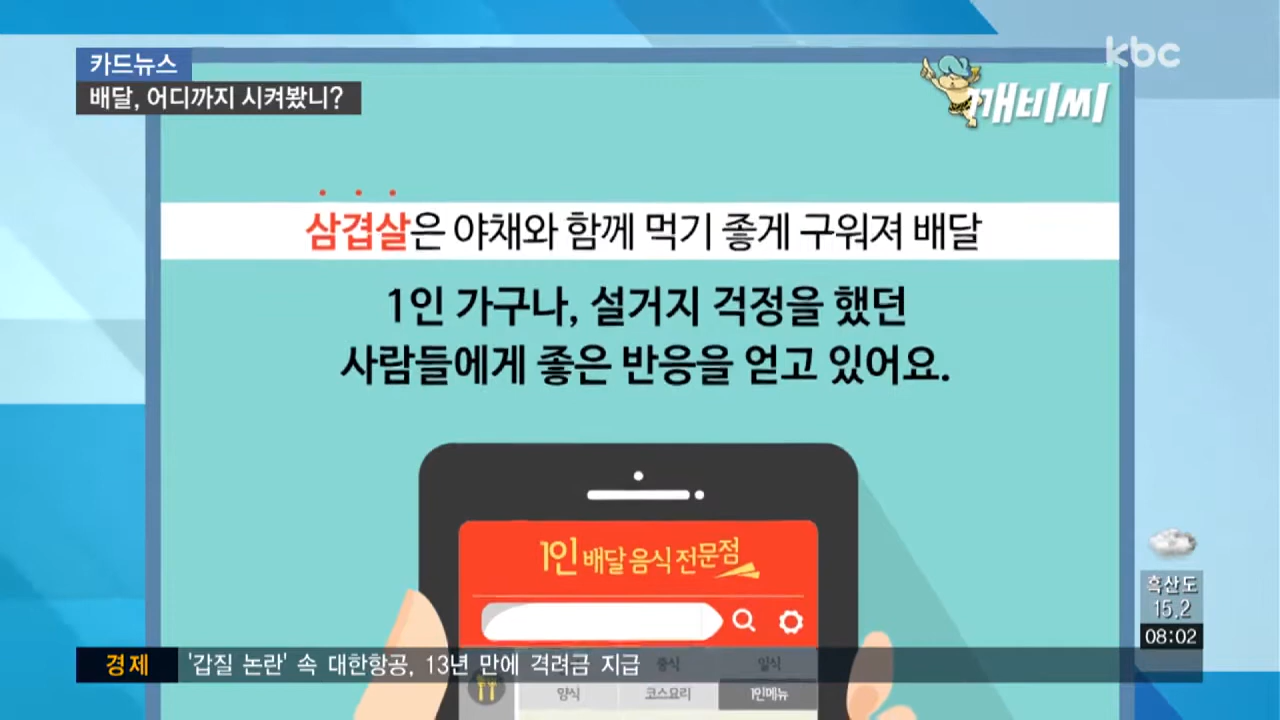 카드뉴스
배달, 어디까지 시켜봤니?
kbc
깨티씨
삼겹살은 야채와 함께 먹기 좋게 구워져 배달
1인 가구나, 설거지 걱정을 했던
사람들에게 좋은 반응을 얻고 있어요.
1인 배달 음식 전문점
흑산도
15.2
08:02
경제 '갑질 논란' 속 대한항공, 13년 만에 격려금 지급
중식 일식
양식 코스요리 1인메뉴